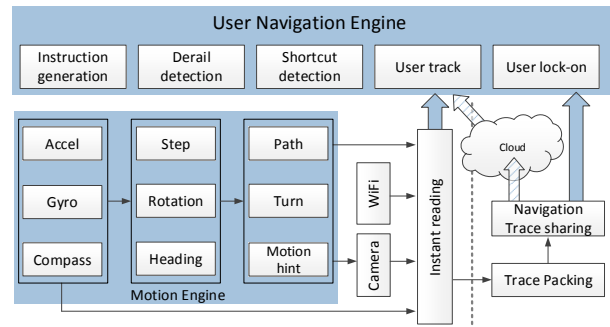 User Navigation Engine
Instruction
generation
Derail
detection
Shortcut
detection
User track
User lock-on
Accel
Step
Path
Cloud
Gyro
Rotation
Turn
WiFi
Instant reading
Navigation
Trace sharing
Compass
Heading
Motion
hint
Camera
Trace Packing
Motion Engine